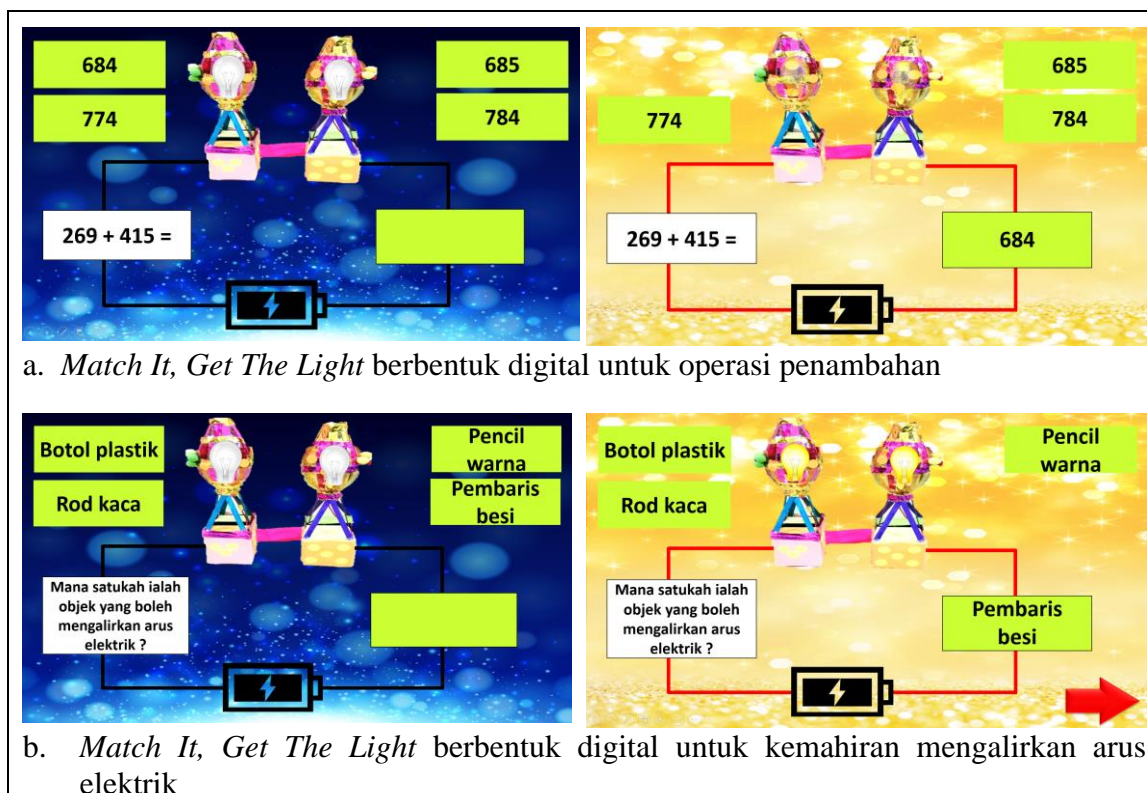 684
774
685
784
269 + 415 =
774
685
784
269 + 415 =
684
a. Match It, Get The Light berbentuk digital untuk operasi penambahan
Botol plastik
Rod kaca
Pencil
warna
Pembaris
besi
Mana satukah ialah
objek yang boleh
mengalirkan arus
elektrik ?
Botol plastik
Rod kaca
Pencil
warna
Mana satukah ialah
objek yang boleh
mengalirkan arus
elektrik ?
Pembaris
besi
b. Match It, Get The Light berbentuk digital untuk kemahiran mengalirkan arus
elektrik